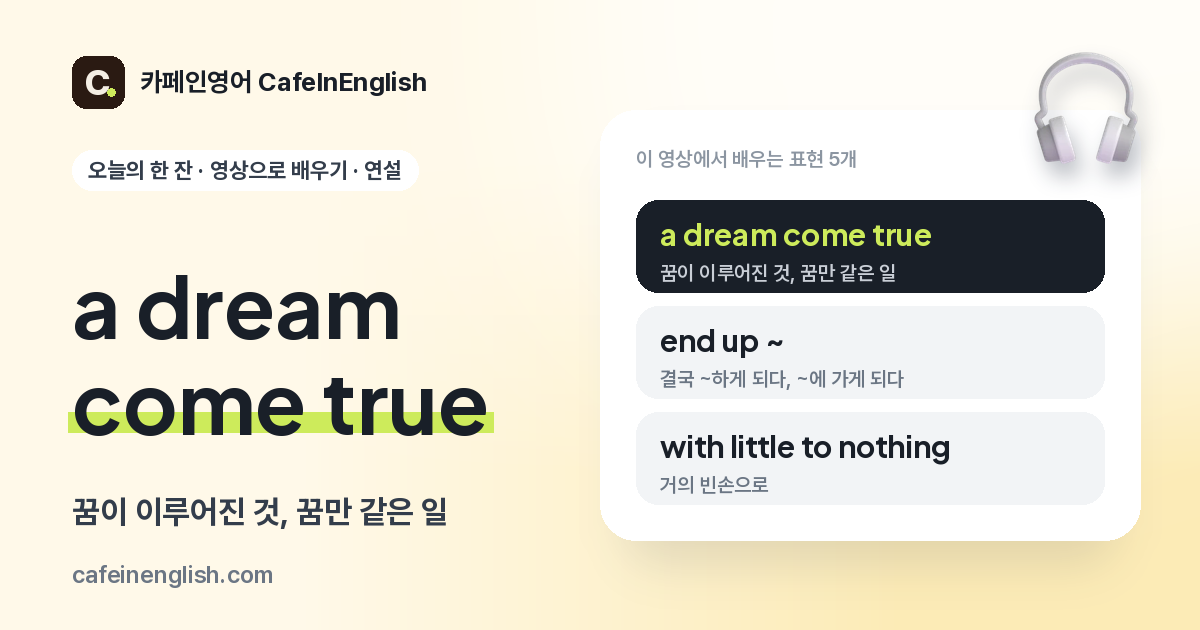 C
카페인영어 CafeInEnglish
오늘의 한 잔 · 영상으로 배우기 · 연설
a dream
come true
꿈이 이루어진 것, 꿈만 같은 일
cafeinenglish.com
이 영상에서 배우는 표현 5개
a dream come true
꿈이 이루어진 것, 꿈만 같은 일
end up ~
결국 ~하게 되다, ~에 가게 되다
with little to nothing
거의 빈손으로